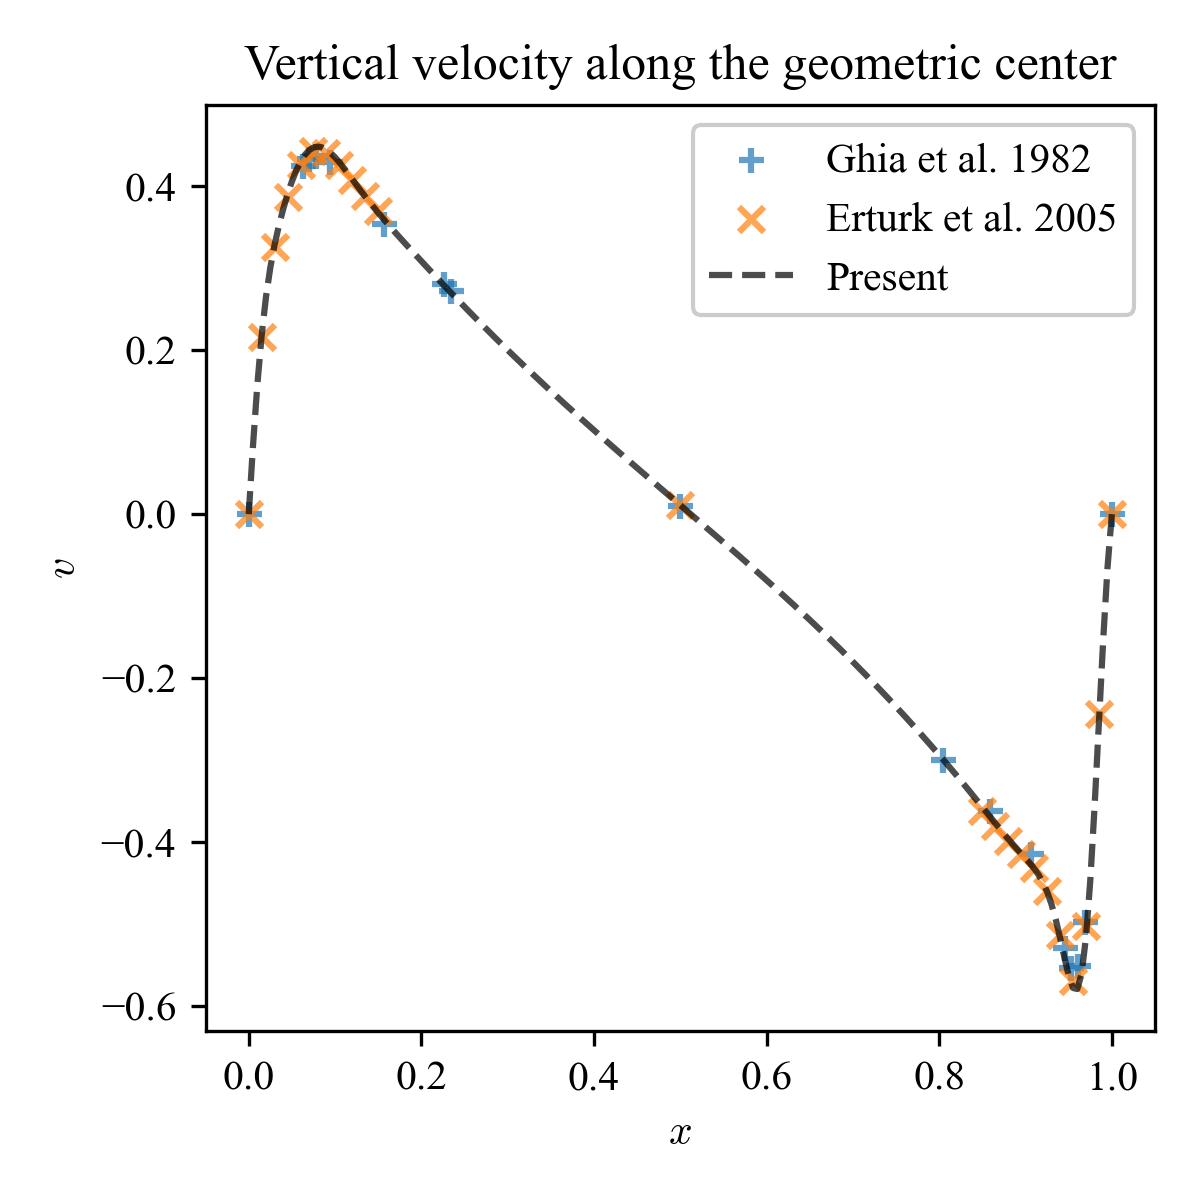 Vertical velocity along the geometric center
Ghia et al. 1982
Erturk et al. 2005
Present
0.4
0.2
0.0
−0.2
−0.4
−0.6
v
0.0 0.2 0.4 0.6 0.8 1.0
x